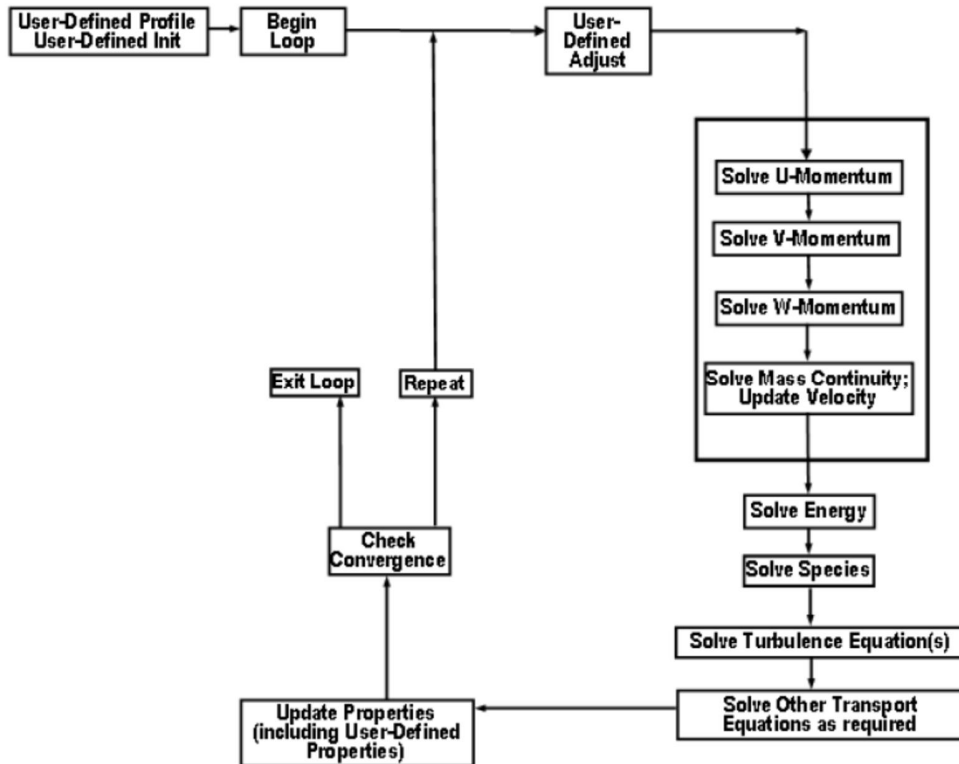 User-Defined Profile
User-Defined Init
Begin
Loop
User-
Defined
Adjust
Solve U-Momentum
Solve V-Momentum
Solve W-Momentum
Solve Mass Continuity;
Update Velocity
Exit Loop
Repeat
Solve Energy
Check
Convergence
Solve Species
Solve Turbulence Equation(s)
Solve Other Transport
Equations as required
Update Properties
(including User-Defined
Properties)